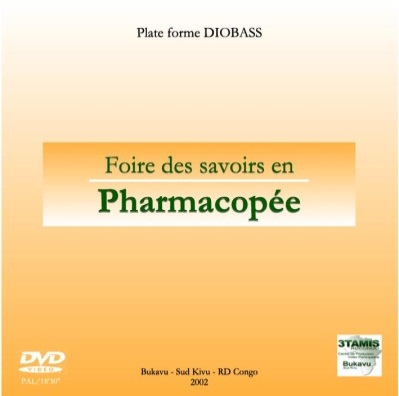 Plate forme DIOBASS
Foire des savoirs en
Pharmacopée
DVD
VIDEO
PAL/18'30"
Bukavu - Sud Kivu - RD Congo
2002
3TAMIS
Bukavu